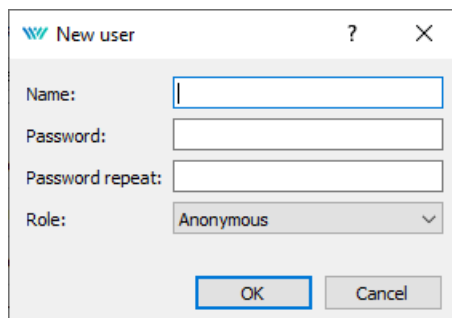 New user
Name:
Password:
Password repeat:
Role: Anonymous
OK Cancel